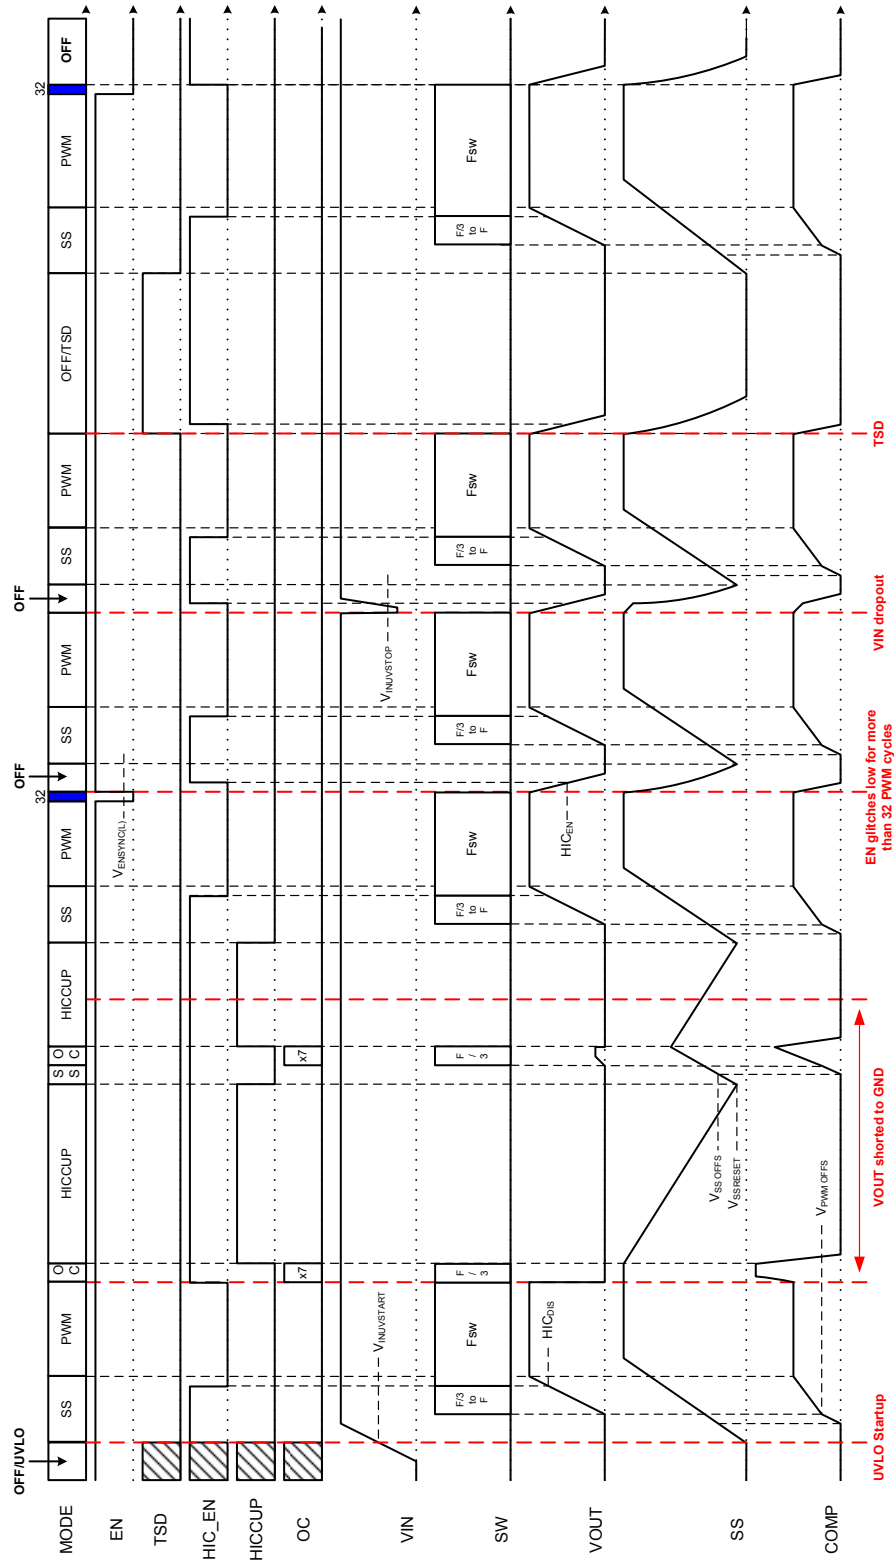 OFF/UVLO
OFF
OFF
32
32
MODE
SS
PWM
O
C
HICCUP
S
S
O
C
HICCUP
SS
PWM
SS
PWM
SS
PWM
OFF/TSD
SS
PWM
OFF
EN
VENSYNC(L)
TSD
HIC_EN
HICCUP
OC
x7
x7
VIN
VINUVSTART
VINUVSTOP
SW
F/3
to
F
Fsw
F
/
3
F
/
3
F/3
to
F
Fsw
F/3
to
F
Fsw
F/3
to
F
Fsw
F/3
to
F
Fsw
VOUT
HICDIS
HICEN
SS
VSS OFFS
VSSRESET
COMP
VPWM OFFS
UVLO Startup
VOUT shorted to GND
EN glitches low for more
than 32 PWM cycles
VIN dropout
TSD